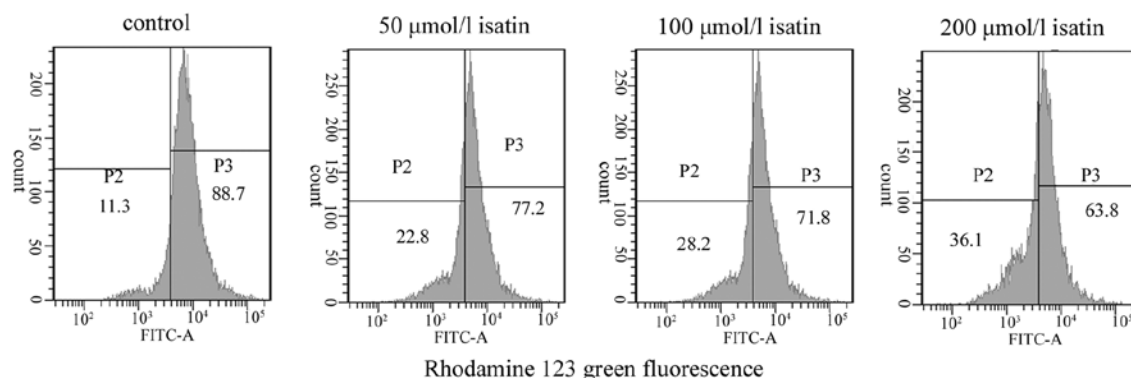 control
50 μmol/l isatin
100 μmol/l isatin
200 μmol/l isatin
count
0 50 100 150 200
P2
11.3
P3
88.7
10² 10³ 10⁴ 10⁵
FITC-A
count
0 50 100 150 200 250
P2
22.8
P3
77.2
10² 10³ 10⁴ 10⁵
FITC-A
count
0 50 100 150 200 250
P2
28.2
P3
71.8
10² 10³ 10⁴ 10⁵
FITC-A
count
0 50 100 150 200
P2
36.1
P3
63.8
10² 10³ 10⁴ 10⁵
FITC-A
Rhodamine 123 green fluorescence